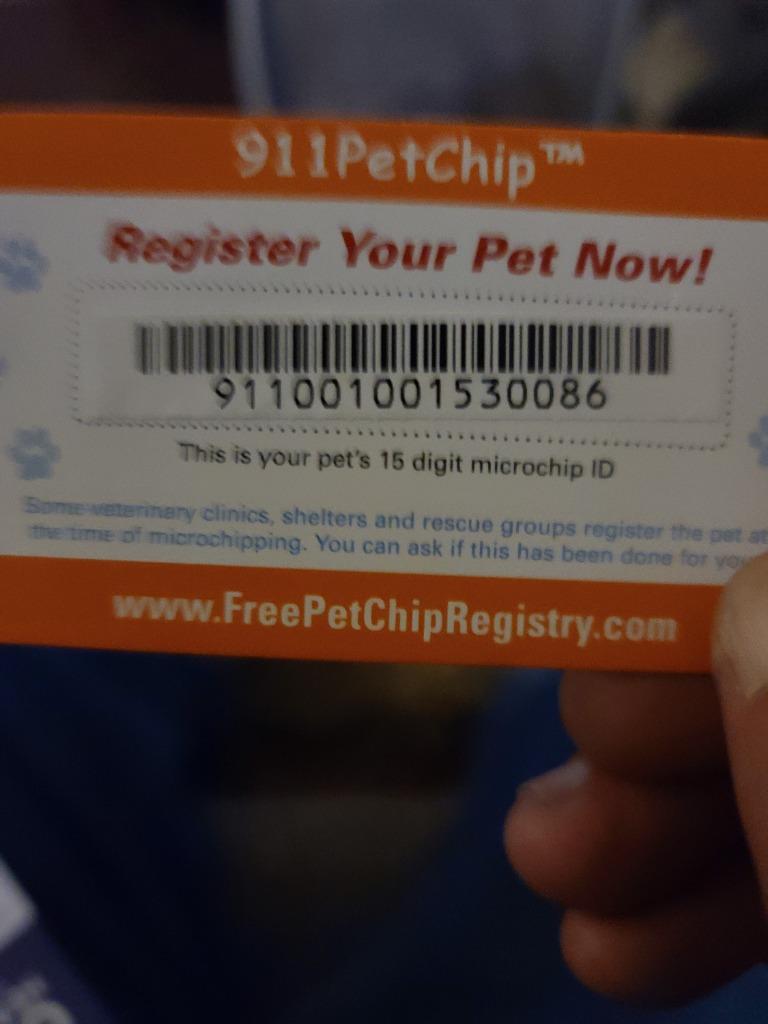 911PetChip™
Register Your Pet Now!
911001001530086
This is your pet's 15 digit microchip ID
Some veterinary clinics, shelters and rescue groups register the pet at
the time of microchipping. You can ask if this has been done for
www.FreePetChipRegistry.com